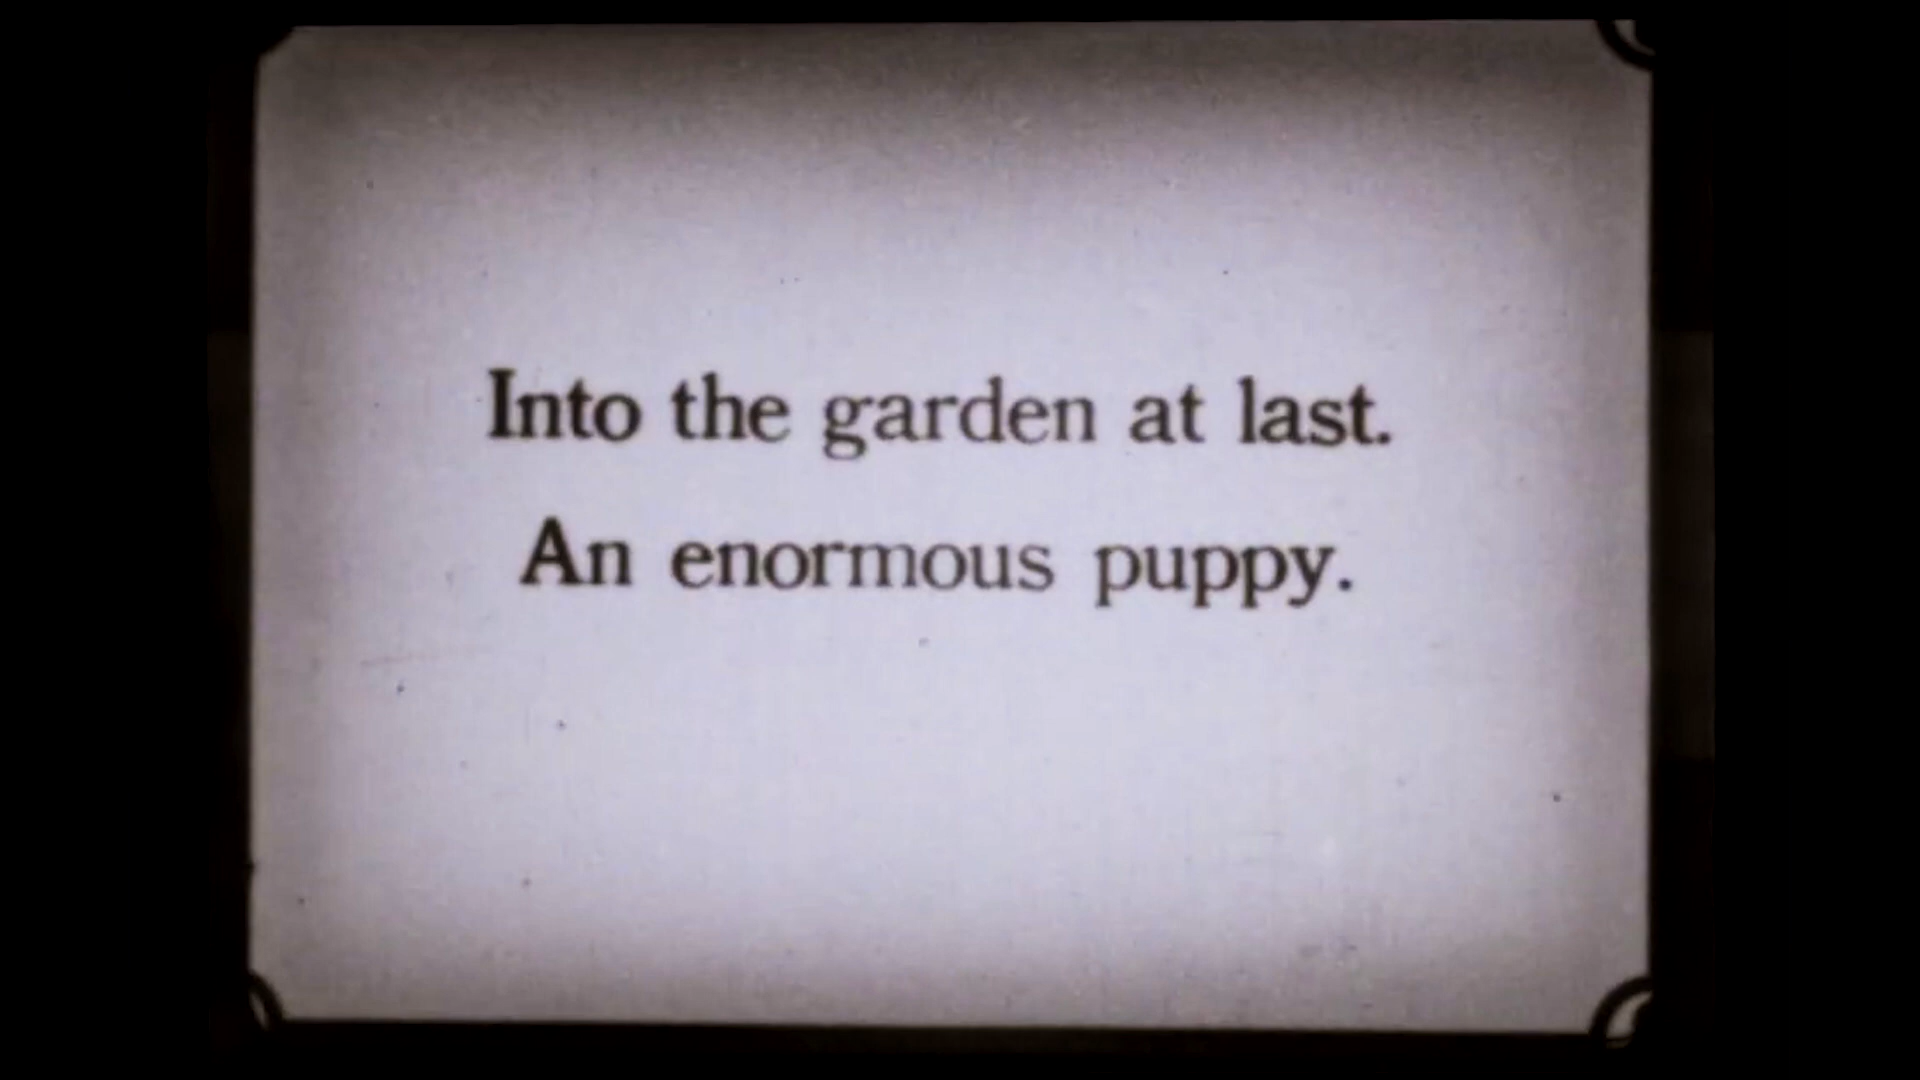 Into the garden at last.
An enormous puppy.